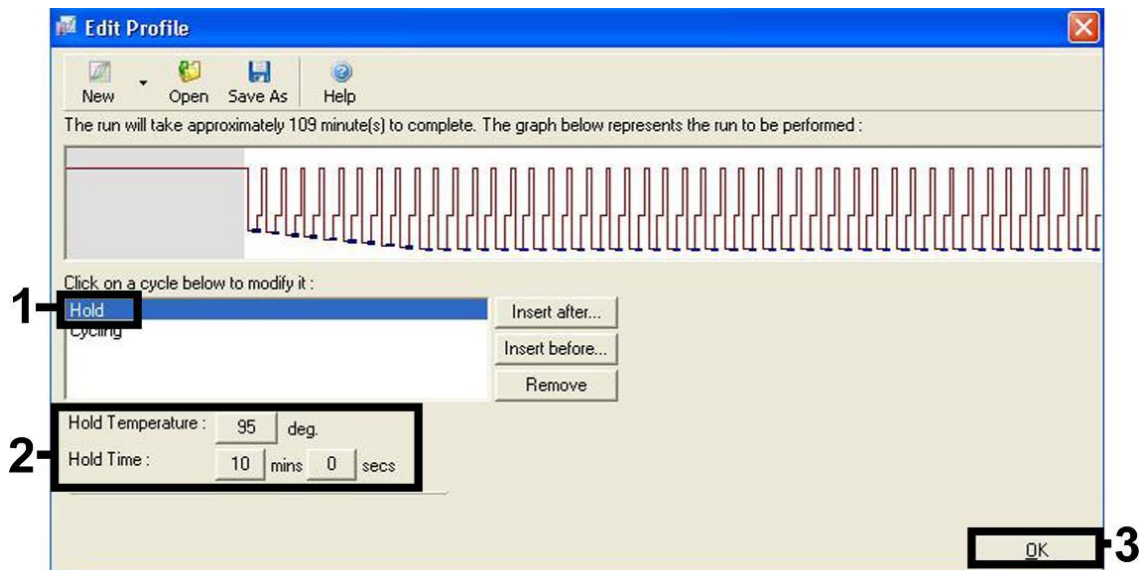 Edit Profile
New Open Save As Help
The run will take approximately 109 minute(s) to complete. The graph below represents the run to be performed :
Click on a cycle below to modify it :
1 Hold Insert after...
Cycling Insert before...
Remove
2
Hold Temperature : 95 deg.
Hold Time : 10 mins 0 secs
OK 3